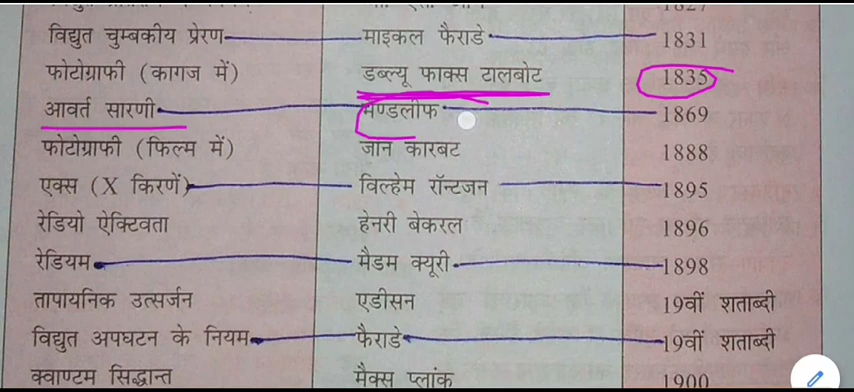 1827
विद्युत चुम्बकीय प्रेरण माइकल फैराडे 1831
फोटोग्राफी (कागज में) डब्ल्यू फाक्स टालबोट 1835
आवर्त सारणी मेण्डलीफ 1869
फोटोग्राफी (फिल्म में) जॉन कारबट 1888
एक्स (X किरणें) विल्हेम रॉन्टजन 1895
रेडियो ऐक्टिवता हेनरी बेकरल 1896
रेडियम मैडम क्यूरी 1898
तापायनिक उत्सर्जन एडीसन 19वीं शताब्दी
विद्युत अपघटन के नियम फैराडे 19वीं शताब्दी
क्वाण्टम सिद्धान्त मैक्स प्लांक 1900